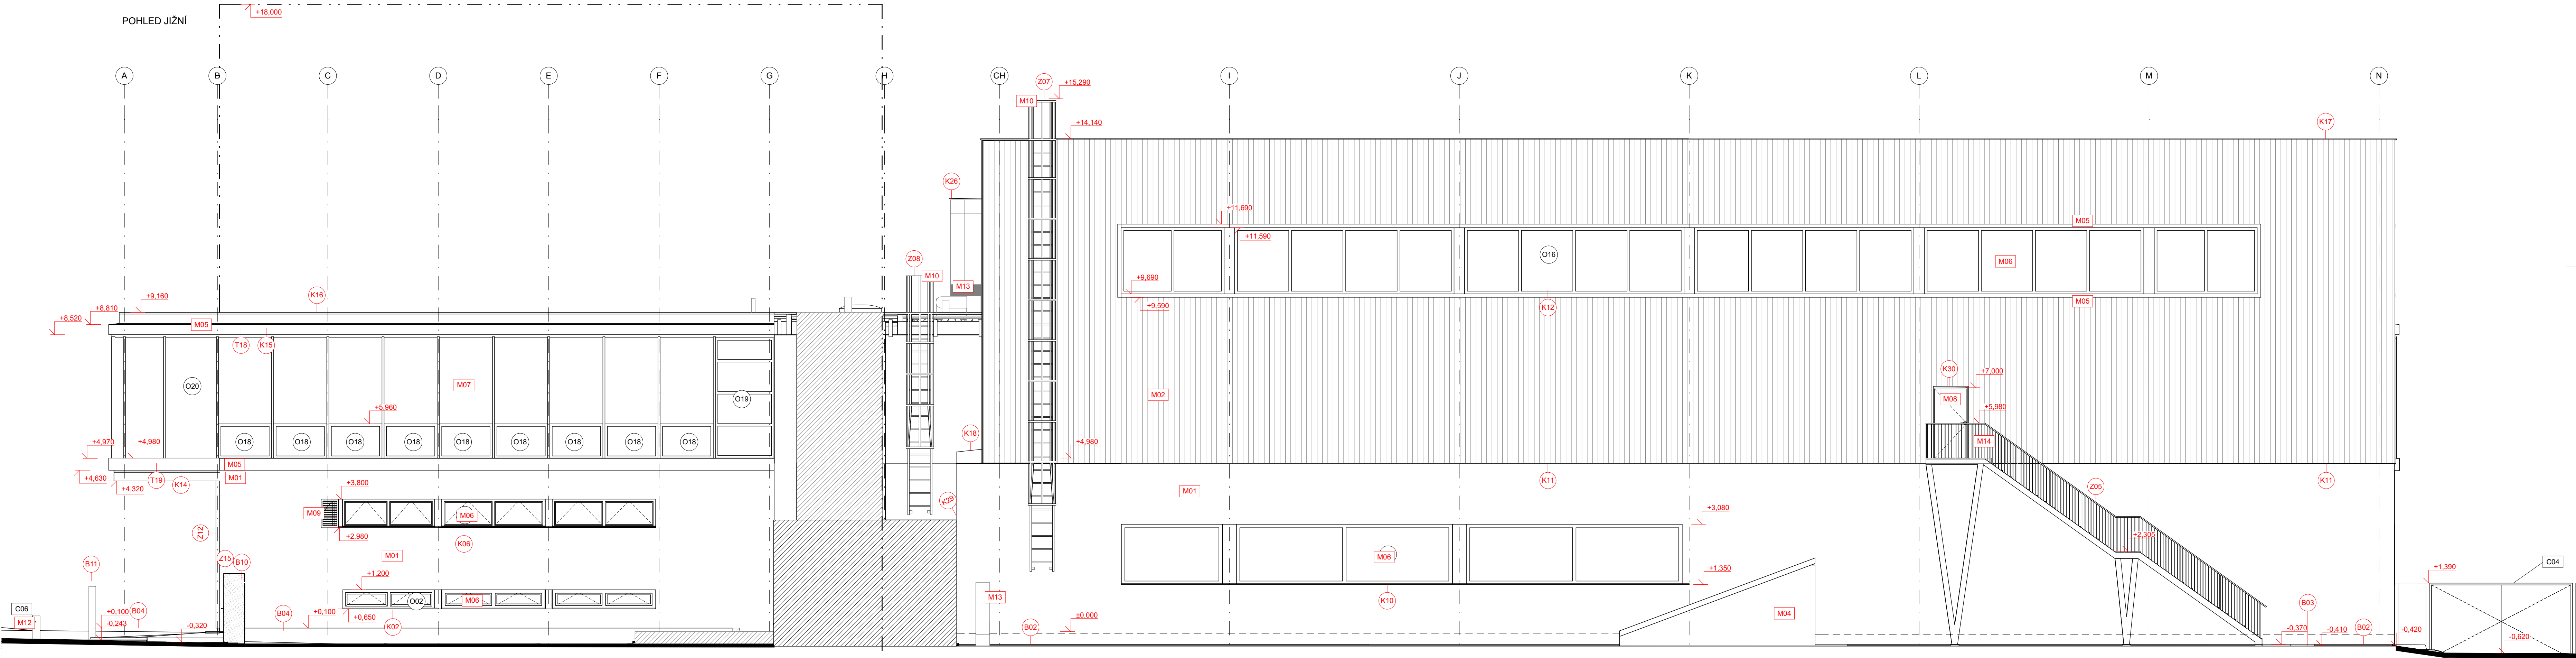 POHLED JIŽNÍ
+18,000
A
B
C
D
E
F
G
H
CH
I
J
K
L
M
N
Z07
+15,290
M10
+14,140
K17
K26
+11,690
M05
+11,590
O16
M06
Z08
M10
M13
+9,690
+9,590
K12
M05
K16
+9,160
+8,810
+8,520
M05
T18
K15
O20
M07
O19
M02
K30
+7,000
M08
+5,960
+5,980
O18
O18
O18
O18
O18
O18
O18
O18
O18
K18
M14
+4,970
+4,980
+4,980
M05
M01
+4,630
T19
K14
+4,320
K11
K11
M01
Z05
+3,800
M09
M06
K29
+3,080
+2,980
K06
Z12
M01
M06
+2,305
Z15
B10
B11
+1,200
+1,350
+1,390
C04
O02
M06
K10
M13
+0,650
K02
C06
M12
+0,100
B04
-0,243
-0,320
B04
+0,100
±0,000
B02
M04
B03
-0,370
-0,410
B02
-0,420
-0,620